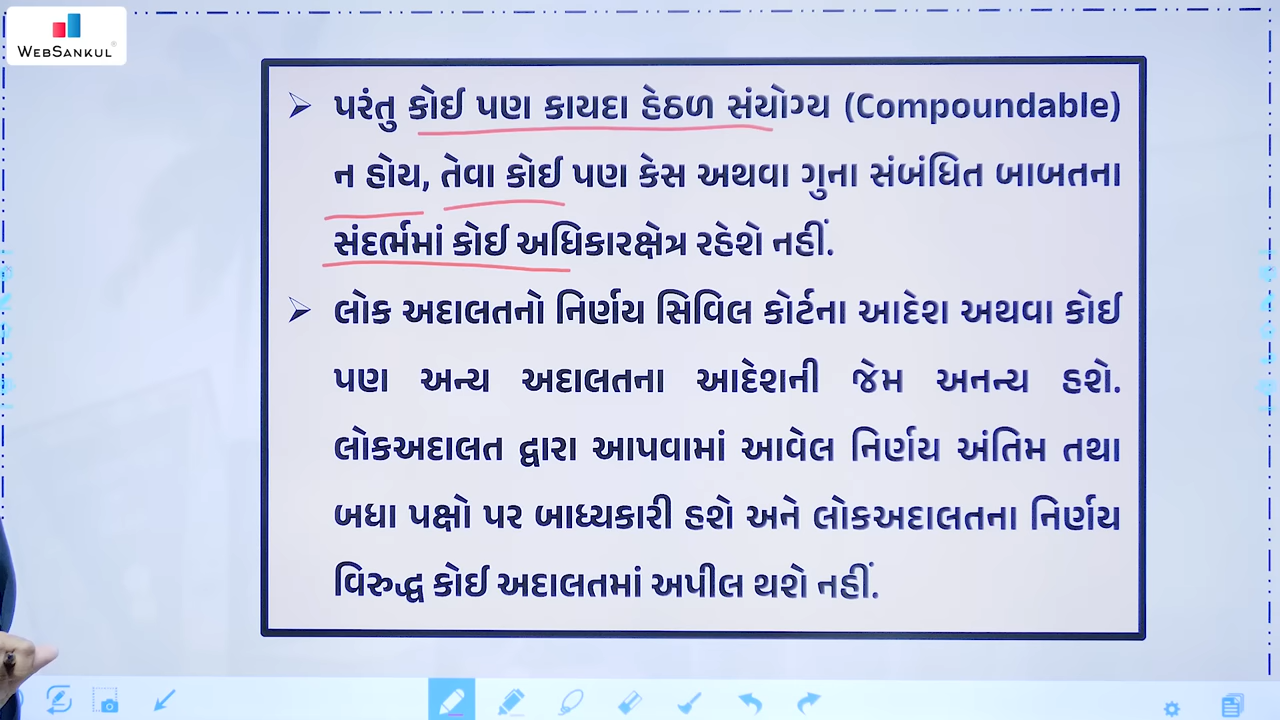 WEBSANKUL
પરંતુ કોઈ પણ કાયદા હેઠળ સંયોગ્ય (Compoundable)
ન હોય, તેવા કોઈ પણ કેસ અથવા ગુના સંબંધિત બાબતના
સંદર્ભમાં કોઈ અધિકારક્ષેત્ર રહેશે નહીં.
લોક અદાલતનો નિર્ણય સિવિલ કોર્ટના આદેશ અથવા કોઈ
પણ અન્ય અદાલતના આદેશની જેમ અનન્ય હશે.
લોકઅદાલત દ્વારા આપવામાં આવેલ નિર્ણય અંતિમ તથા
બધા પક્ષો પર બાધ્યકારી હશે અને લોકઅદાલતના નિર્ણય
વિરુદ્ધ કોઈ અદાલતમાં અપીલ થશે નહીં.